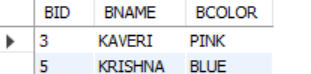 BID BNAME BCOLOR
3 KAVERI PINK
5 KRISHNA BLUE